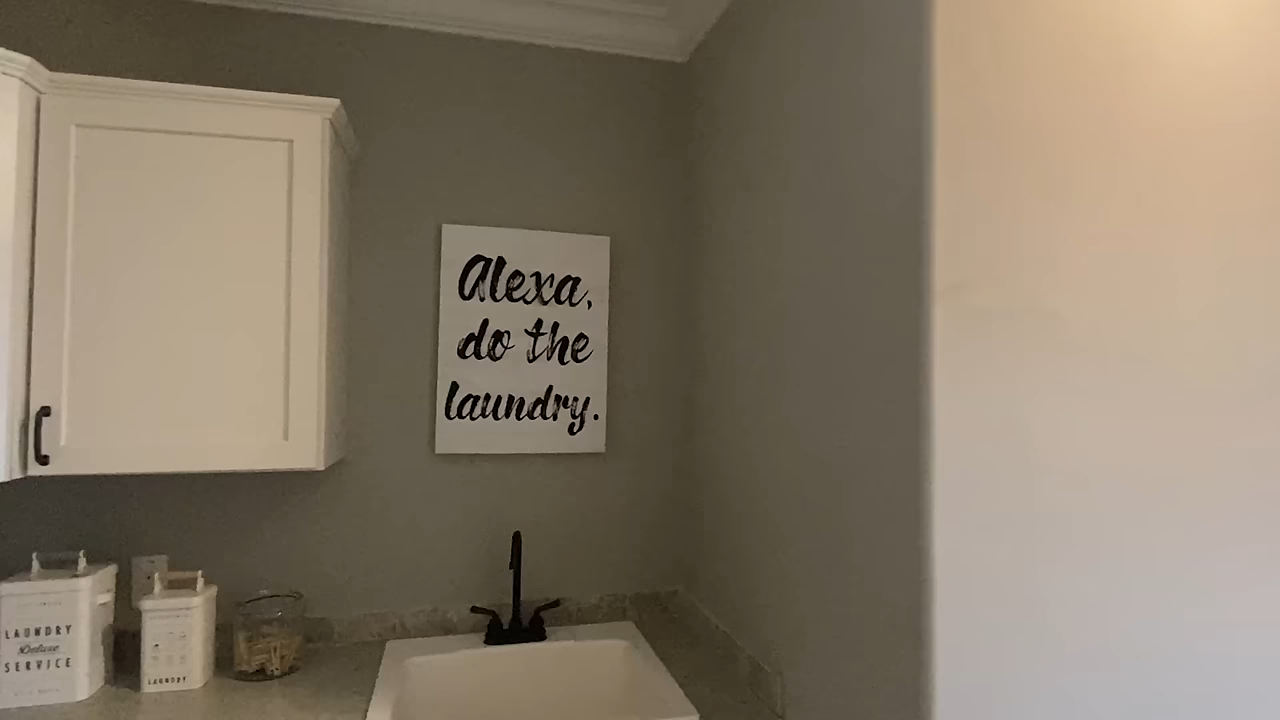 Alexa,
do the
laundry.
LAUNDRY
Deluxe
SERVICE
LAUNDRY